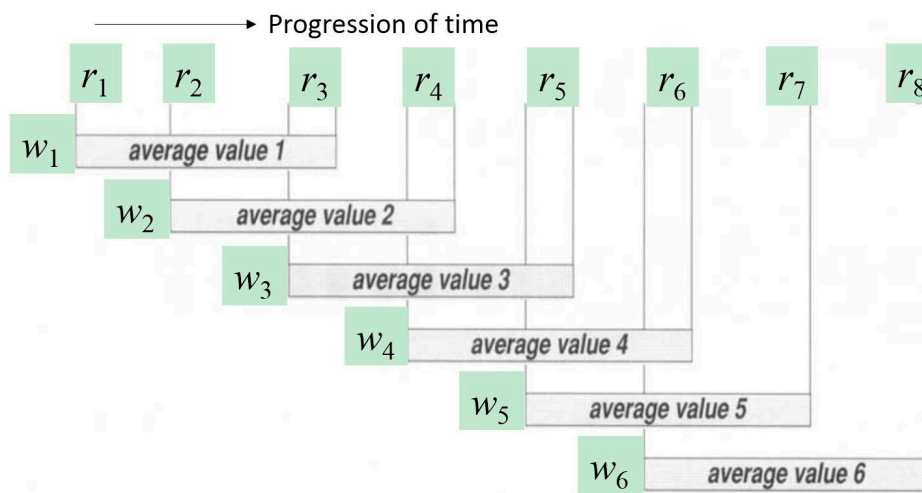 Progression of time
r₁ r₂ r₃ r₄ r₅ r₆ r₇ r₈
w₁ average value 1
w₂ average value 2
w₃ average value 3
w₄ average value 4
w₅ average value 5
w₆ average value 6